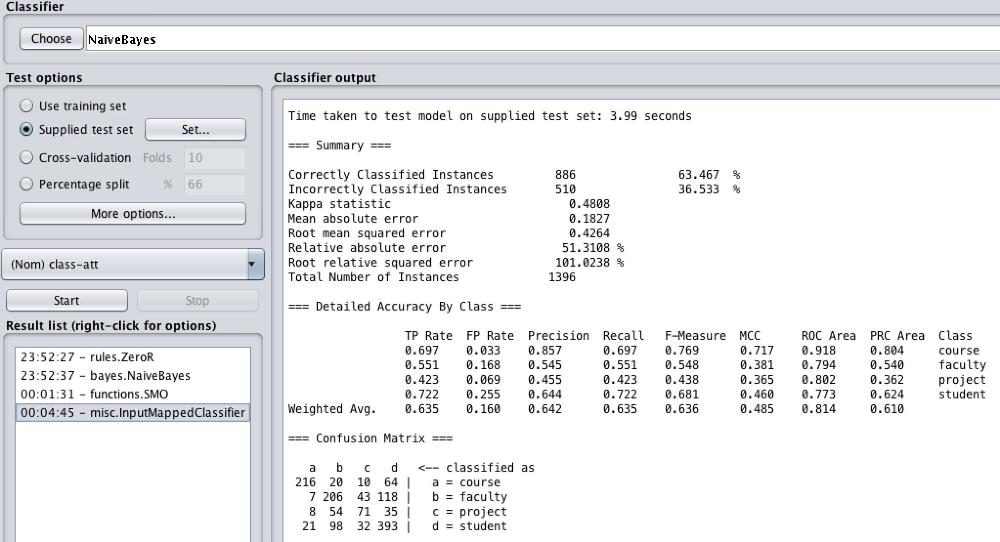 Classifier
Choose NaiveBayes
Test options
Use training set
Supplied test set Set...
Cross-validation Folds 10
Percentage split % 66
More options...
(Nom) class-att
Start Stop
Result list (right-click for options)
23:52:27 - rules.ZeroR
23:52:37 - bayes.NaiveBayes
00:01:31 - functions.SMO
00:04:45 - misc.InputMappedClassifier
Classifier output
Time taken to test model on supplied test set: 3.99 seconds
=== Summary ===
Correctly Classified Instances 886 63.467 %
Incorrectly Classified Instances 510 36.533 %
Kappa statistic 0.4808
Mean absolute error 0.1827
Root mean squared error 0.4264
Relative absolute error 51.3108 %
Root relative squared error 101.0238 %
Total Number of Instances 1396
=== Detailed Accuracy By Class ===
TP Rate FP Rate Precision Recall F-Measure MCC ROC Area PRC Area Class
0.697 0.033 0.857 0.697 0.769 0.717 0.918 0.804 course
0.551 0.168 0.545 0.551 0.548 0.381 0.794 0.540 faculty
0.423 0.069 0.455 0.423 0.438 0.365 0.802 0.362 project
0.722 0.255 0.644 0.722 0.681 0.460 0.773 0.624 student
Weighted Avg. 0.635 0.160 0.642 0.635 0.636 0.485 0.814 0.610
=== Confusion Matrix ===
a b c d <-- classified as
216 20 10 64 | a = course
7 206 43 118 | b = faculty
8 54 71 35 | c = project
21 98 32 393 | d = student